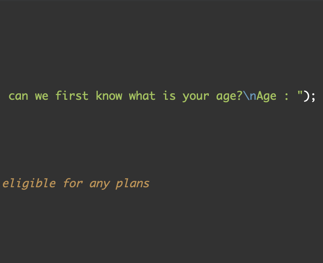 can we first know what is your age?\nAge : ");
eligible for any plans